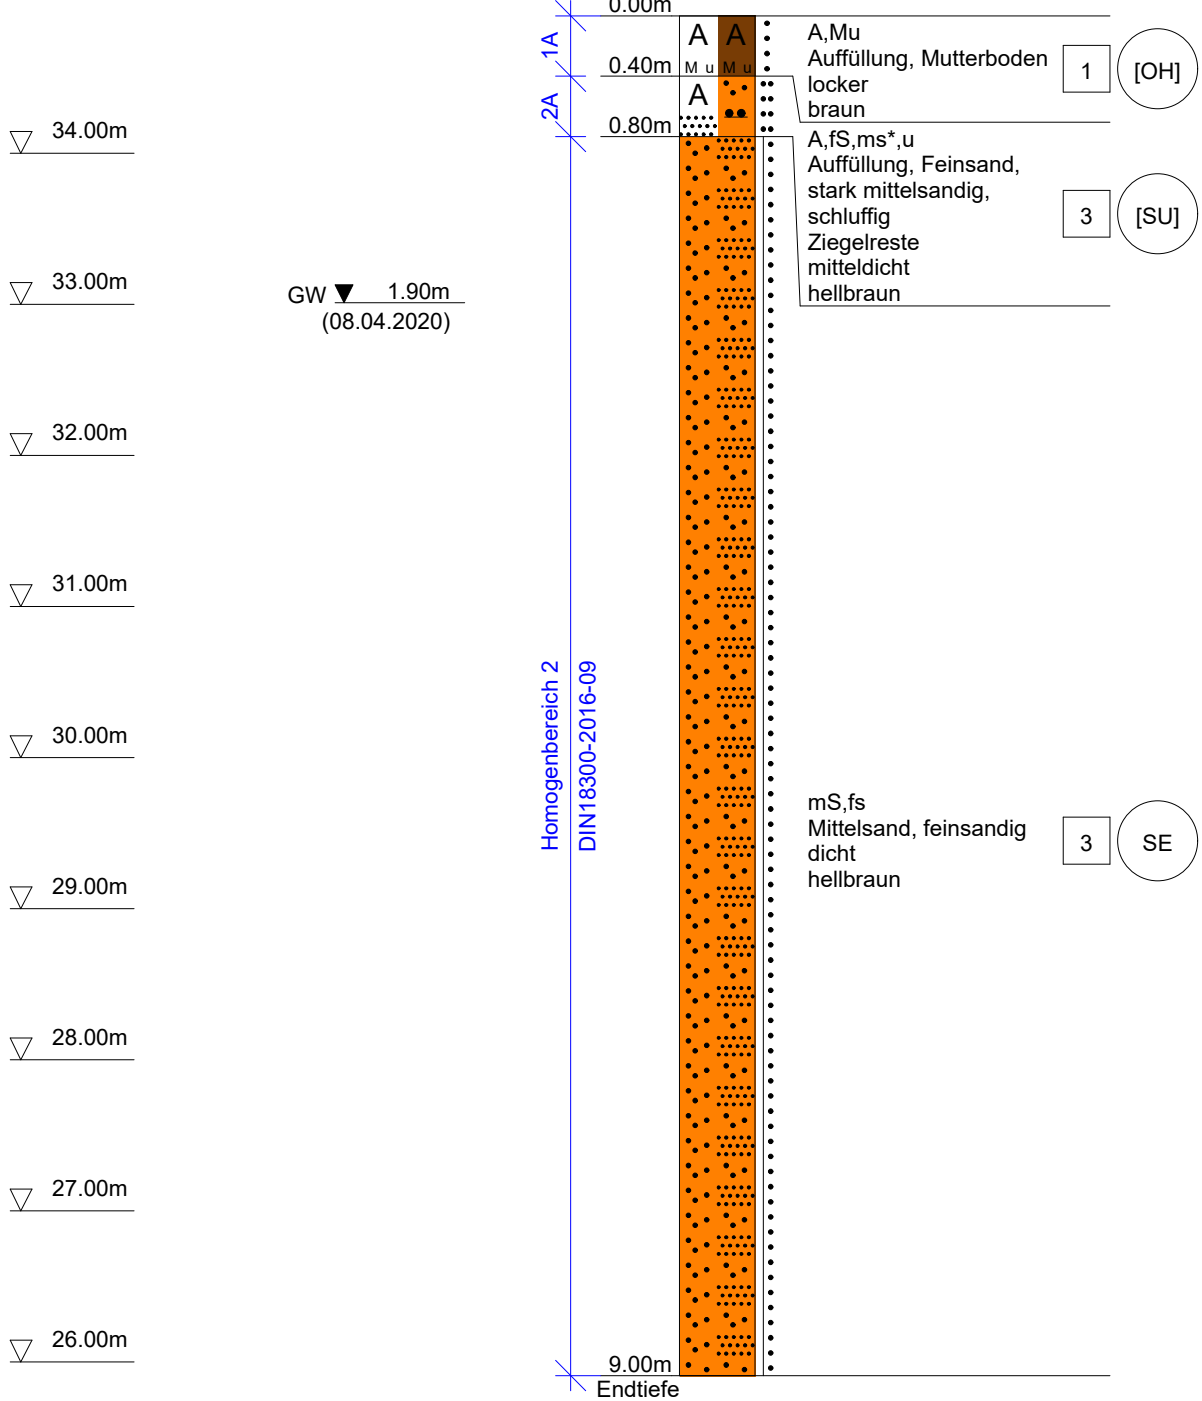 0.00m
1A
A A
M u M u
0.40m
A,Mu
Auffüllung, Mutterboden
locker
braun
1
[OH]
2A
A
0.80m
34.00m
A,fS,ms*,u
Auffüllung, Feinsand,
stark mittelsandig,
schluffig
Ziegelreste
mitteldicht
hellbraun
3
[SU]
33.00m
GW 1.90m
(08.04.2020)
32.00m
31.00m
30.00m
Homogenbereich 2
DIN18300-2016-09
mS,fs
Mittelsand, feinsandig
dicht
hellbraun
3
SE
29.00m
28.00m
27.00m
26.00m
9.00m
Endtiefe